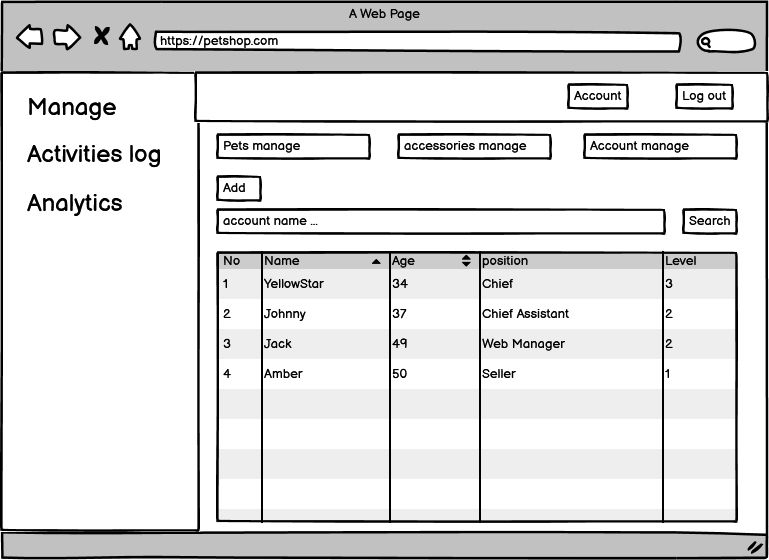 A Web Page
https://petshop.com
Account Log out
Manage
Activities log
Analytics
Pets manage accessories manage Account manage
Add
account name ... Search
No Name Age position Level
1 YellowStar 34 Chief 3
2 Johnny 37 Chief Assistant 2
3 Jack 49 Web Manager 2
4 Amber 50 Seller 1